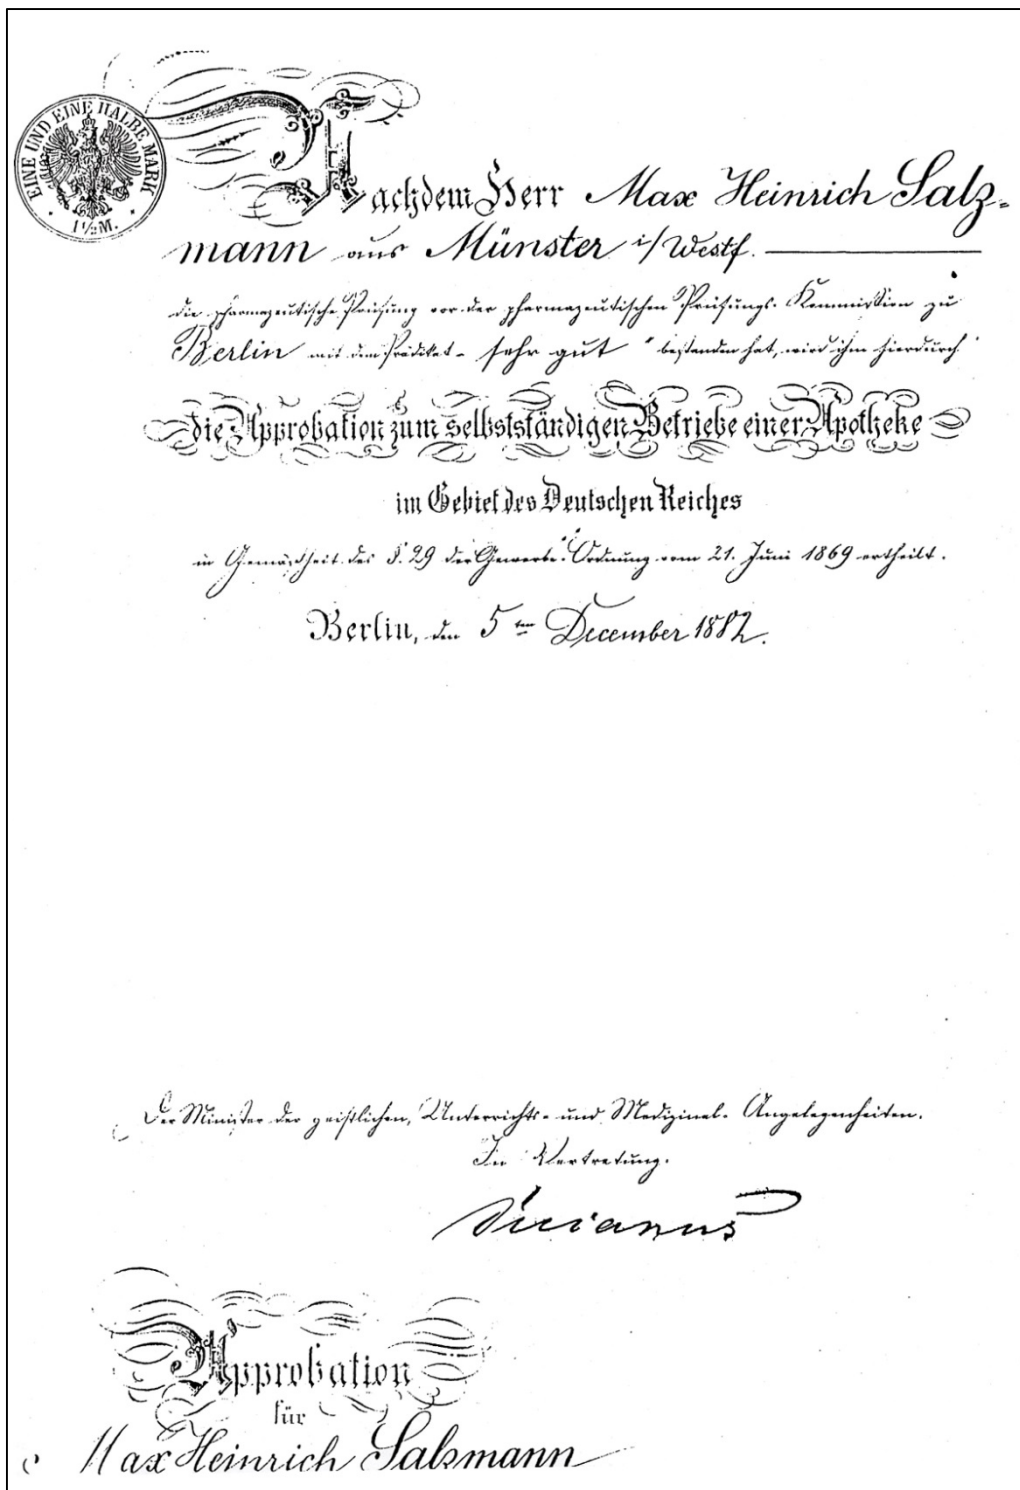 EINE UND EINE HALBE MARK
1 1/2 M.
Nachdem Herr Max Heinrich Salz-
mann aus Münster i/Westf.
die pharmazeutische Prüfung vor der pharmazeutischen Prüfungs-Kommission zu
Berlin mit dem Prädikat „sehr gut“ bestanden hat, wird ihm hierdurch
die Approbation zum selbstständigen Betriebe einer Apotheke
im Gebiet des Deutschen Reiches
in Gemäßheit des §. 29 der Gewerbe-Ordnung vom 21. Juni 1869 ertheilt.
Berlin, den 5ten December 1882.
Der Minister der geistlichen, Unterrichts- und Medizinal-Angelegenheiten.
In Vertretung.
Approbation
für
Max Heinrich Salzmann